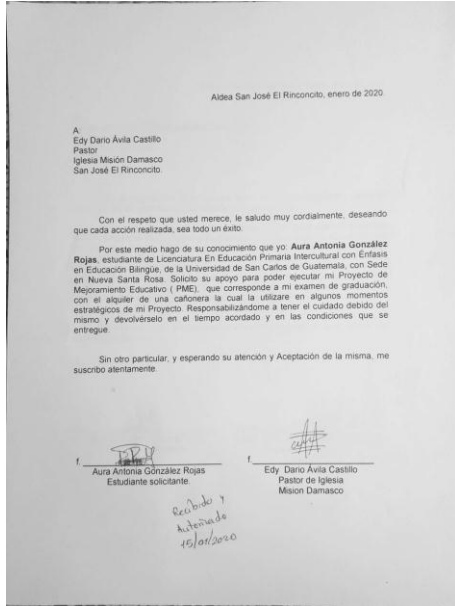 Aldea San José El Rinconcito, enero de 2020.
A:
Edy Dario Ávila Castillo
Pastor
Iglesia Misión Damasco
San José El Rinconcito.
Con el respeto que usted merece, le saludo muy cordialmente, deseando
que cada acción realizada, sea todo un éxito.
Por este medio hago de su conocimiento que yo: Aura Antonia González
Rojas, estudiante de Licenciatura En Educación Primaria Intercultural con Énfasis
en Educación Bilingüe, de la Universidad de San Carlos de Guatemala, con Sede
en Nueva Santa Rosa. Solicito su apoyo para poder ejecutar mi Proyecto de
Mejoramiento Educativo ( PME), que corresponde a mi examen de graduación,
con el alquiler de una cañonera la cual la utilizare en algunos momentos
estratégicos de mi Proyecto. Responsabilizándome a tener el cuidado debido del
mismo y devolvérselo en el tiempo acordado y en las condiciones que se
entregue.
Sin otro particular, y esperando su atención y Aceptación de la misma, me
suscribo atentamente.
f.
Aura Antonia González Rojas
Estudiante solicitante.
f.
Edy Dario Ávila Castillo
Pastor de Iglesia
Mision Damasco
Recibido y
15/01/2020